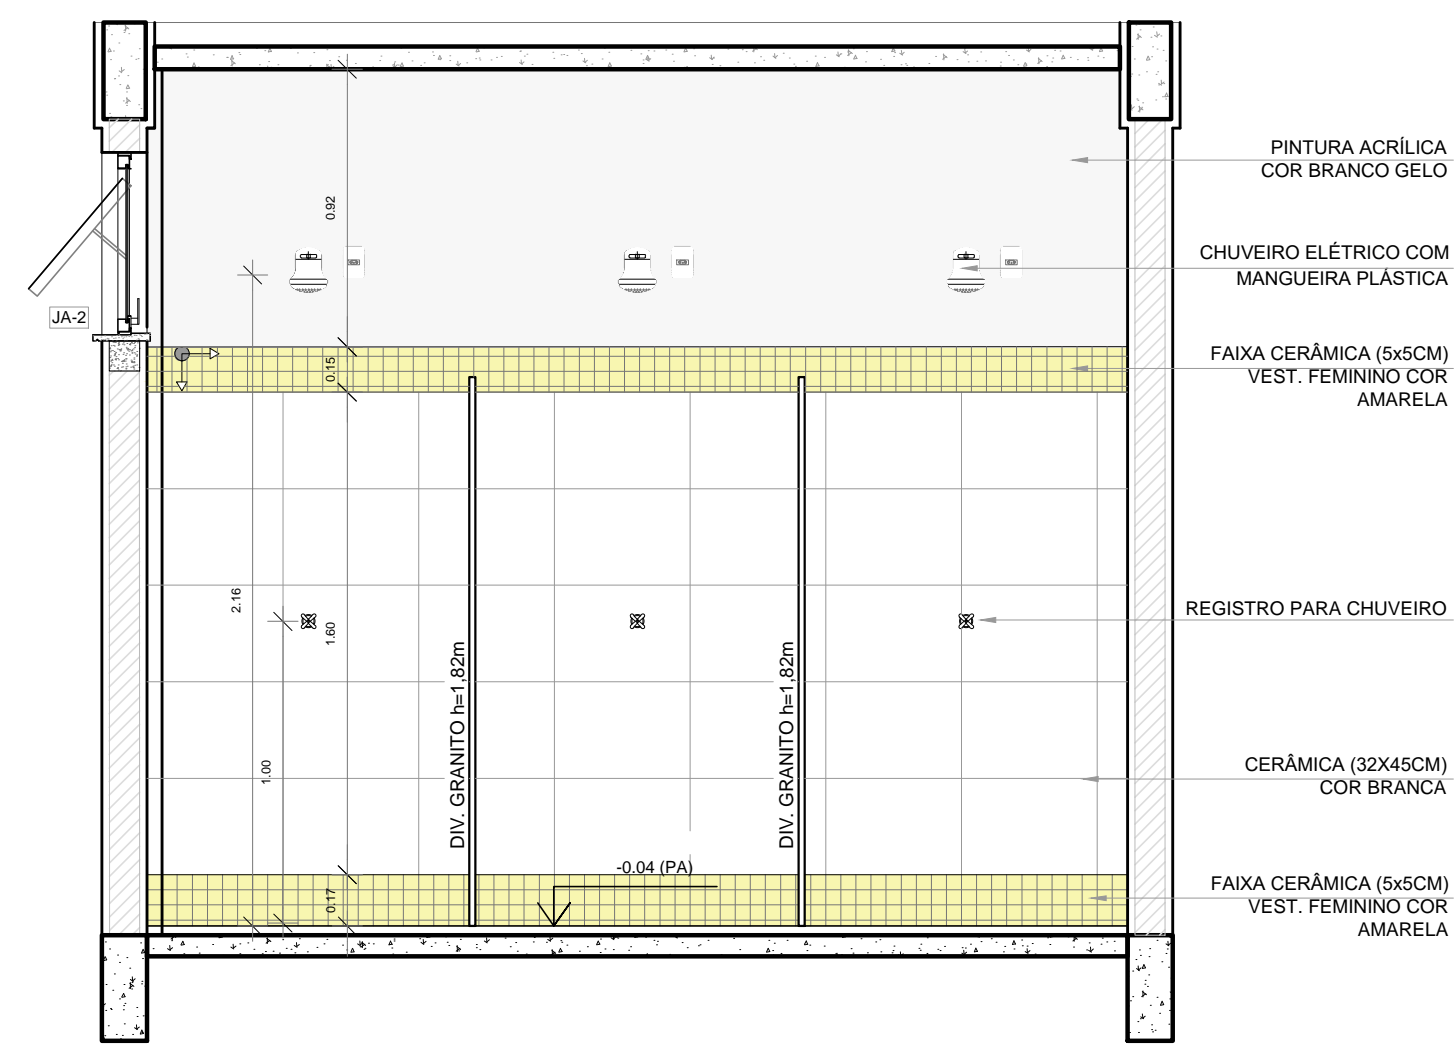 PINTURA ACRÍLICA
COR BRANCO GELO
0.92
CHUVEIRO ELÉTRICO COM
MANGUEIRA PLÁSTICA
JA-2
FAIXA CERÂMICA (5x5CM)
VEST. FEMININO COR
AMARELA
0.15
2.16
1.60
REGISTRO PARA CHUVEIRO
DIV. GRANITO h=1,82m
DIV. GRANITO h=1,82m
1.00
CERÂMICA (32X45CM)
COR BRANCA
-0.04 (PA)
0.17
FAIXA CERÂMICA (5x5CM)
VEST. FEMININO COR
AMARELA